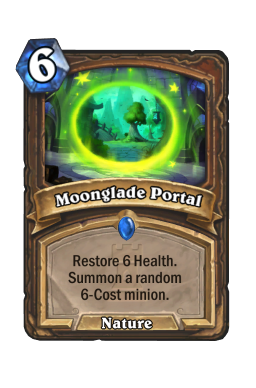 6
Moonglade Portal
Restore 6 Health.
Summon a random
6-Cost minion.
Nature